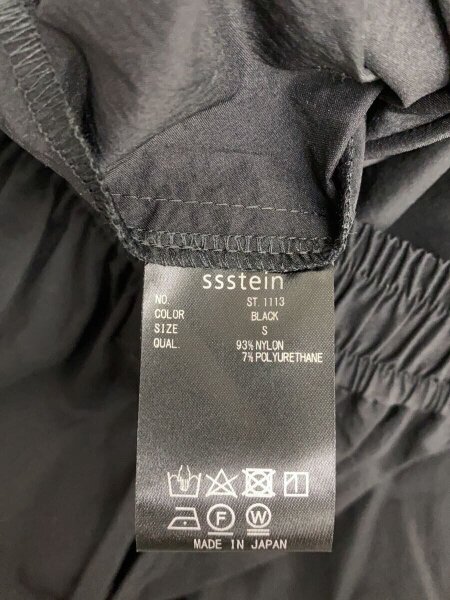 ssstein
NO. ST.1113
COLOR BLACK
SIZE S
QUAL. 93%NYLON
7%POLYURETHANE
F W
MADE IN JAPAN